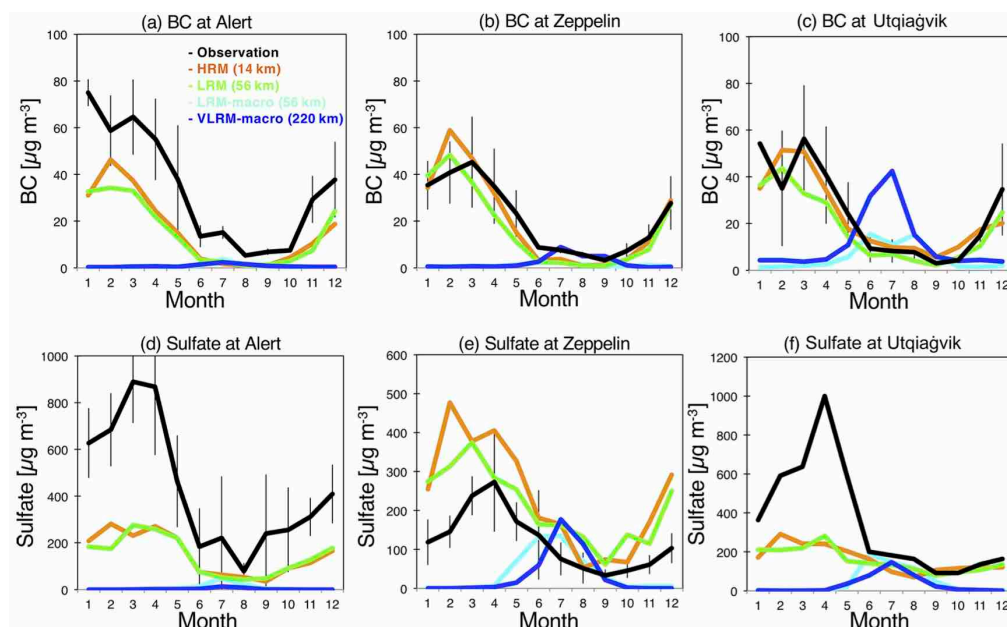 (a) BC at Alert
(b) BC at Zeppelin
(c) BC at Utqiaġvik
BC [µg m-3]
100
80
60
40
20
0
- Observation
- HRM (14 km)
- LRM (56 km)
- LRM-macro (56 km)
- VLRM-macro (220 km)
1 2 3 4 5 6 7 8 9 10 11 12
Month
BC [µg m-3]
100
80
60
40
20
0
1 2 3 4 5 6 7 8 9 10 11 12
Month
BC [µg m-3]
100
80
60
40
20
0
1 2 3 4 5 6 7 8 9 10 11 12
Month
(d) Sulfate at Alert
(e) Sulfate at Zeppelin
(f) Sulfate at Utqiaġvik
Sulfate [µg m-3]
1000
800
600
400
200
0
1 2 3 4 5 6 7 8 9 10 11 12
Month
Sulfate [µg m-3]
600
500
400
300
200
100
0
1 2 3 4 5 6 7 8 9 10 11 12
Month
Sulfate [µg m-3]
1200
1000
800
600
400
200
0
1 2 3 4 5 6 7 8 9 10 11 12
Month